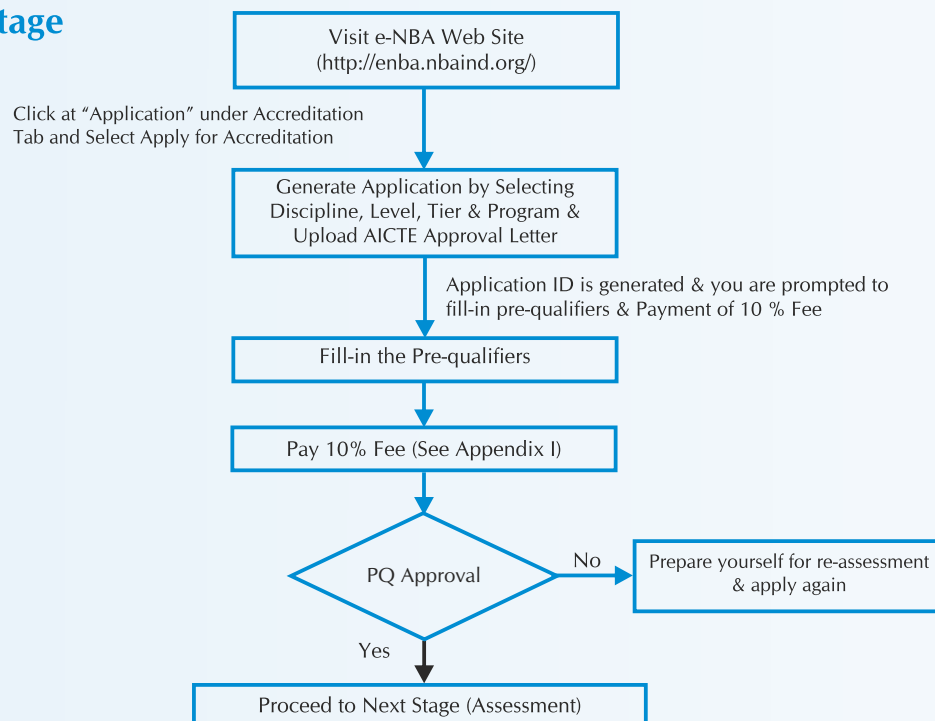 tage
Visit e-NBA Web Site
(http://enba.nbaind.org/)
Click at “Application” under Accreditation
Tab and Select Apply for Accreditation
Generate Application by Selecting
Discipline, Level, Tier & Program &
Upload AICTE Approval Letter
Application ID is generated & you are prompted to
fill-in pre-qualifiers & Payment of 10 % Fee
Fill-in the Pre-qualifiers
Pay 10% Fee (See Appendix I)
PQ Approval
No
Prepare yourself for re-assessment
& apply again
Yes
Proceed to Next Stage (Assessment)